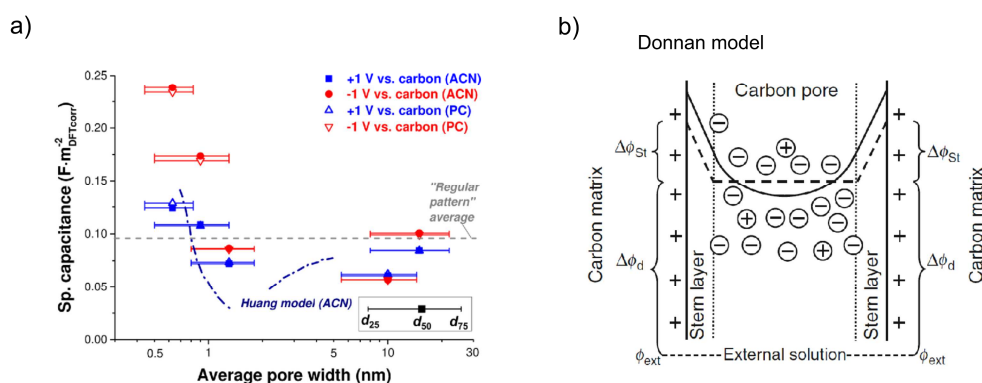 a)
Sp. capacitance (F·m⁻²DFTcorr)
0.25
0.20
0.15
0.10
0.05
0.00
+1 V vs. carbon (ACN)
-1 V vs. carbon (ACN)
+1 V vs. carbon (PC)
-1 V vs. carbon (PC)
"Regular
pattern"
average
Huang model (ACN)
d25 d50 d75
0.5 1 5 10 30
Average pore width (nm)
b)
Donnan model
Carbon pore
Carbon matrix
Stern layer
ΔϕSt
Δϕd
ϕext
External solution
Stern layer
ΔϕSt
Δϕd
ϕext
Carbon matrix